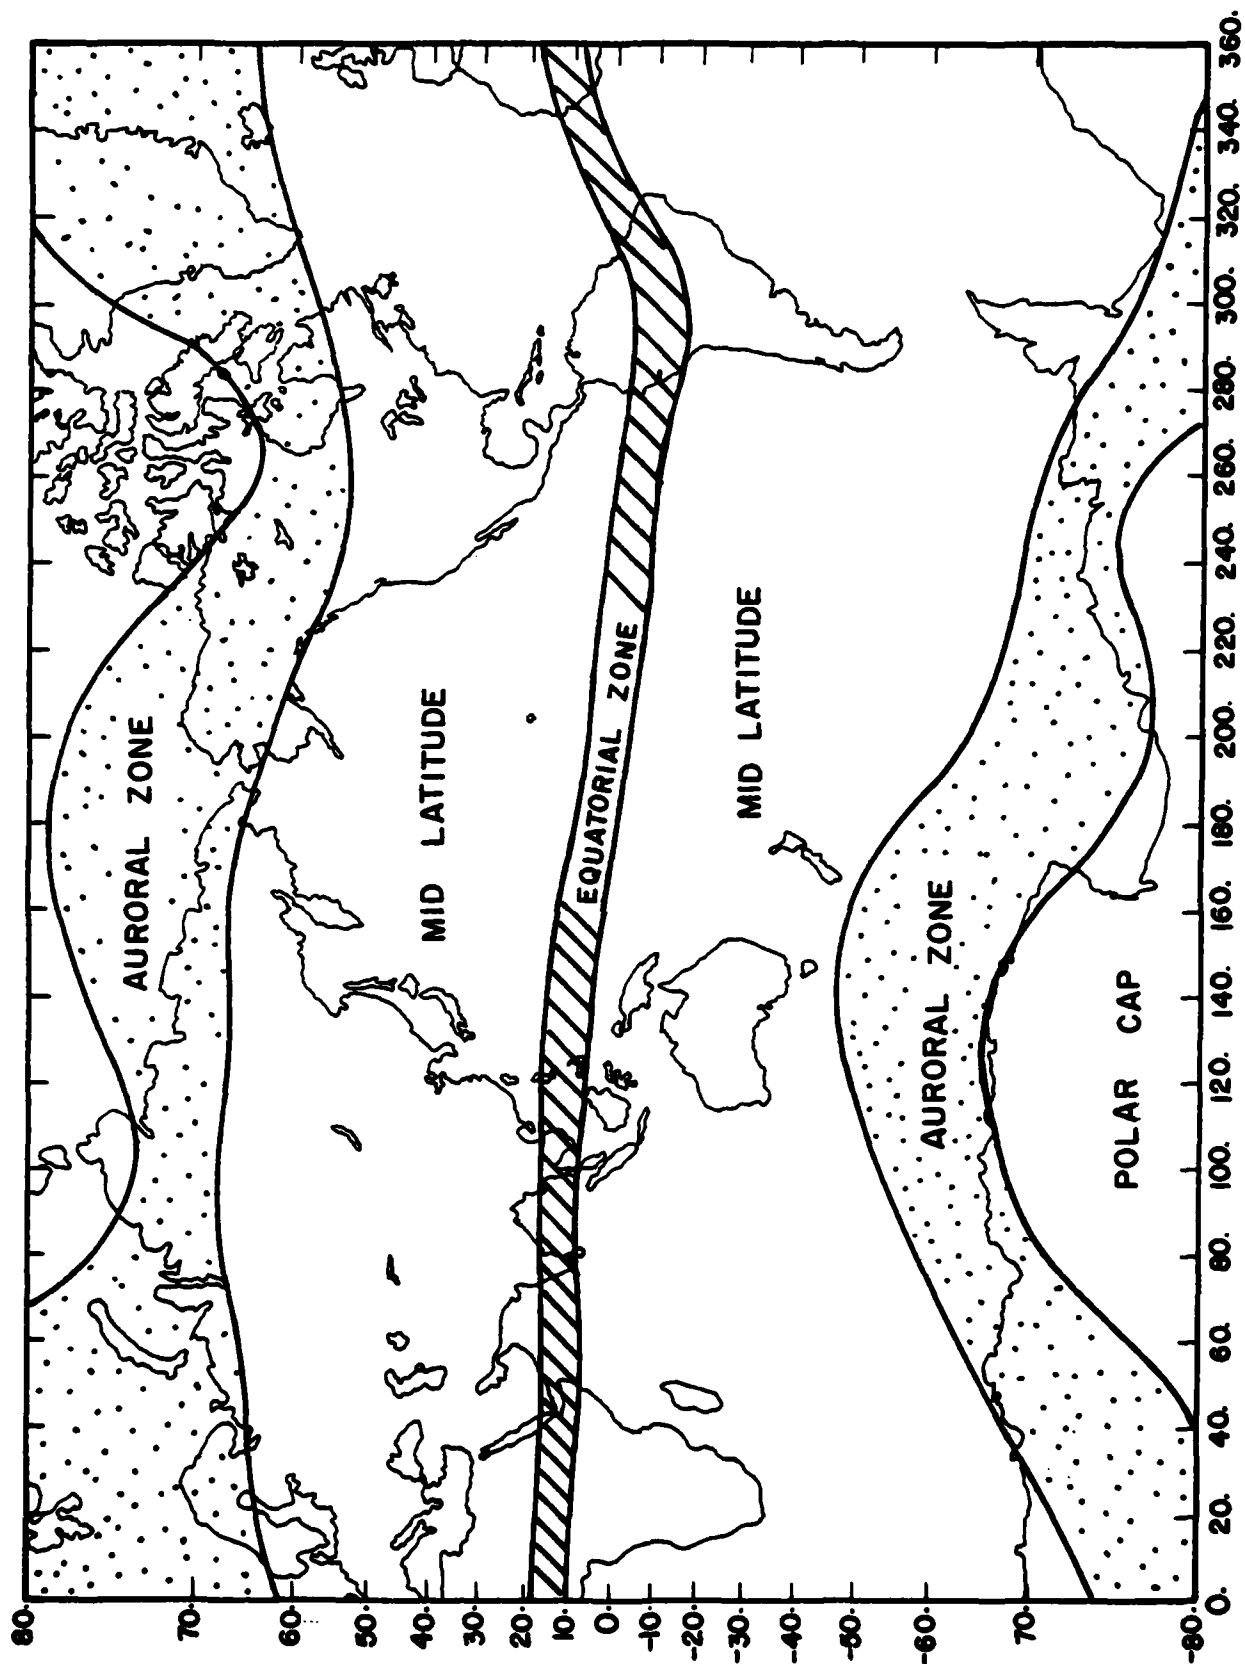 80.
70.
60.
50.
40.
30.
20.
10.
0.
-10.
-20.
-30.
-40.
-50.
-60.
-70.
-80.
AURORAL ZONE
MID LATITUDE
EQUATORIAL ZONE
MID LATITUDE
AURORAL ZONE
POLAR CAP
0. 20. 40. 60. 80. 100. 120. 140. 160. 180. 200. 220. 240. 260. 280. 300. 320. 340. 360.